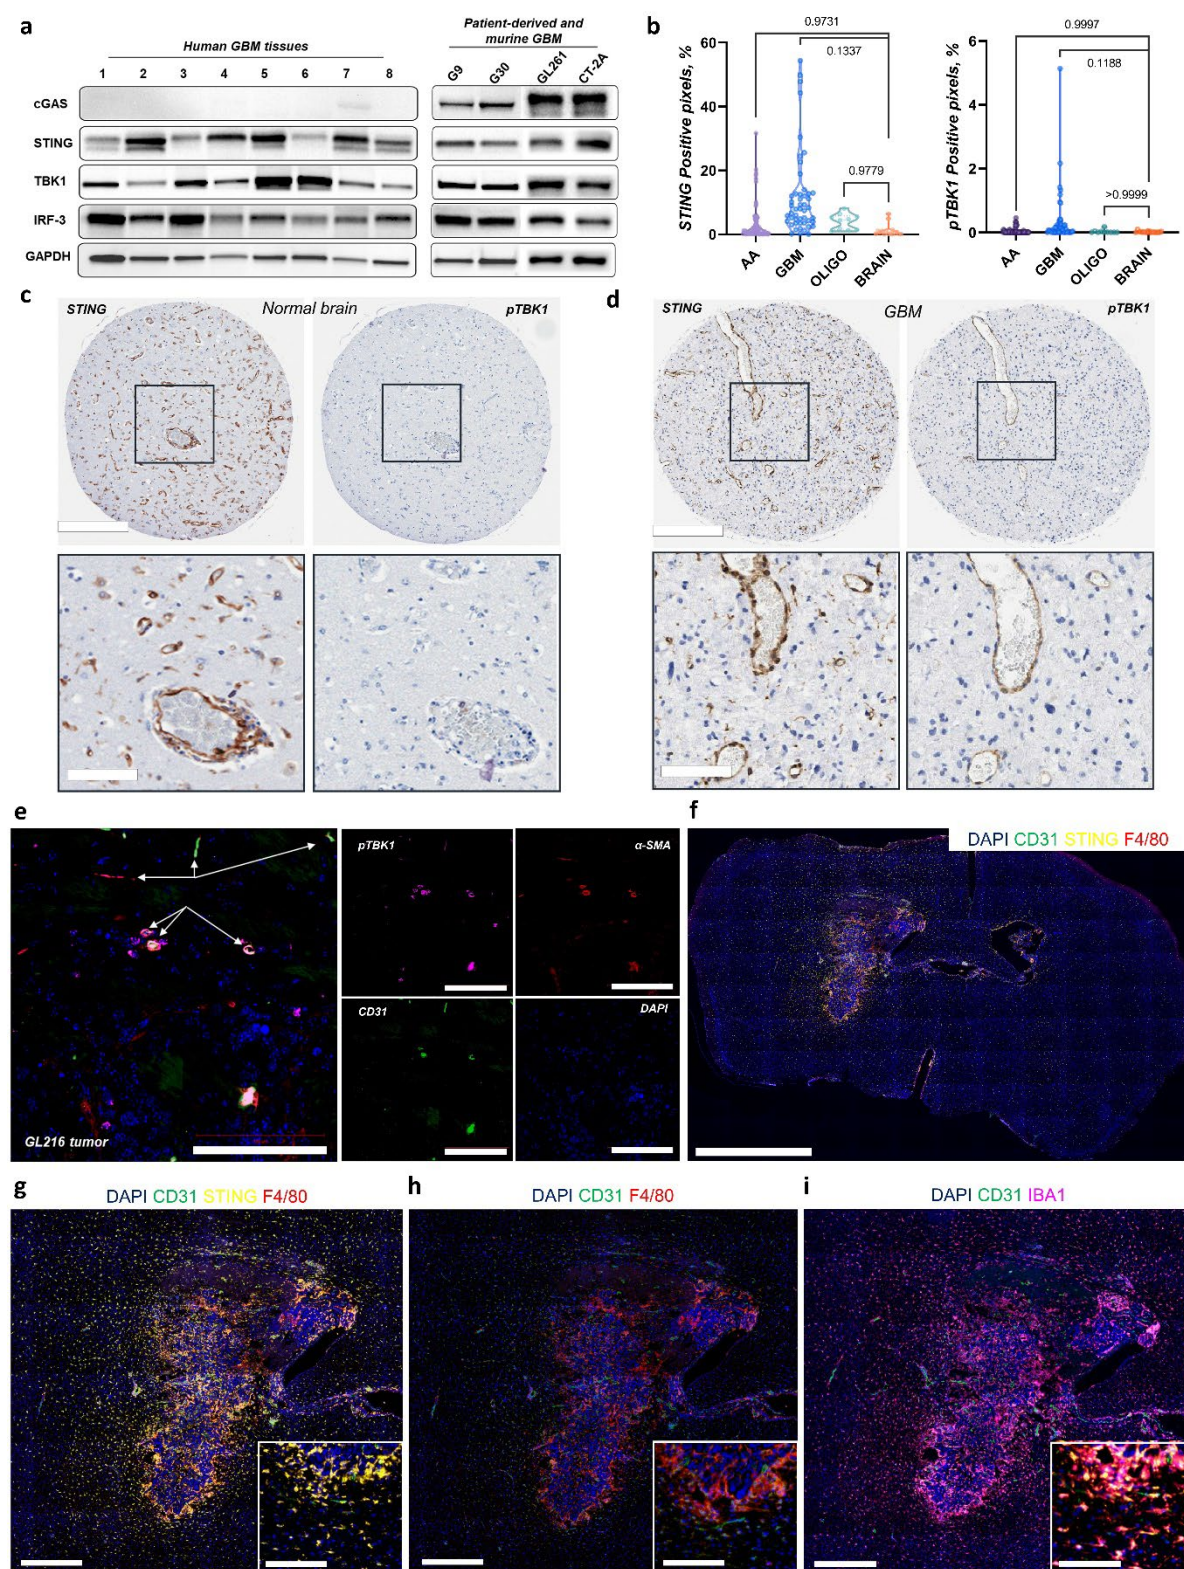 a
Human GBM tissues
1 2 3 4 5 6 7 8
Patient-derived and
murine GBM
G9 G30 GL261 CT-2A
cGAS
STING
TBK1
IRF-3
GAPDH
b
STING Positive pixels, %
60
40
20
0
0.9731
0.1337
0.9779
AA GBM OLIGO BRAIN
pTBK1 Positive pixels, %
6
4
2
0
0.9997
0.1188
>0.9999
AA GBM OLIGO BRAIN
c
STING Normal brain pTBK1
d
STING GBM pTBK1
e
GL216 tumor
pTBK1
α-SMA
CD31
DAPI
f
DAPI CD31 STING F4/80
g
DAPI CD31 STING F4/80
h
DAPI CD31 F4/80
i
DAPI CD31 IBA1